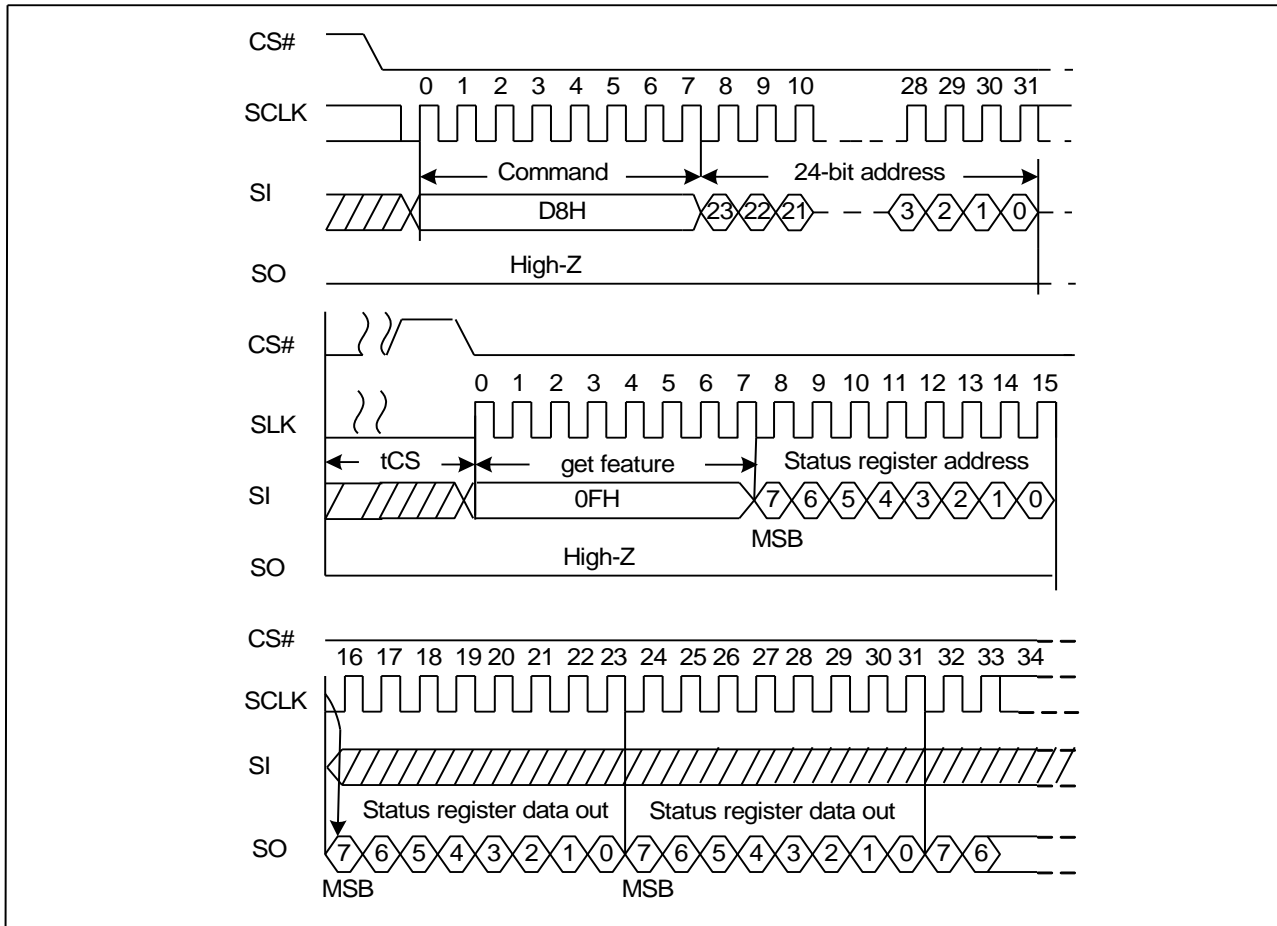 CS#
0 1 2 3 4 5 6 7 8 9 10 28 29 30 31
SCLK
Command 24-bit address
SI
D8H 23 22 21 3 2 1 0
High-Z
SO
CS#
0 1 2 3 4 5 6 7 8 9 10 11 12 13 14 15
SLK
tCS get feature Status register address
SI
0FH 7 6 5 4 3 2 1 0
MSB
High-Z
SO
CS#
16 17 18 19 20 21 22 23 24 25 26 27 28 29 30 31 32 33 34
SCLK
SI
Status register data out Status register data out
SO
7 6 5 4 3 2 1 0 7 6 5 4 3 2 1 0 7 6
MSB MSB